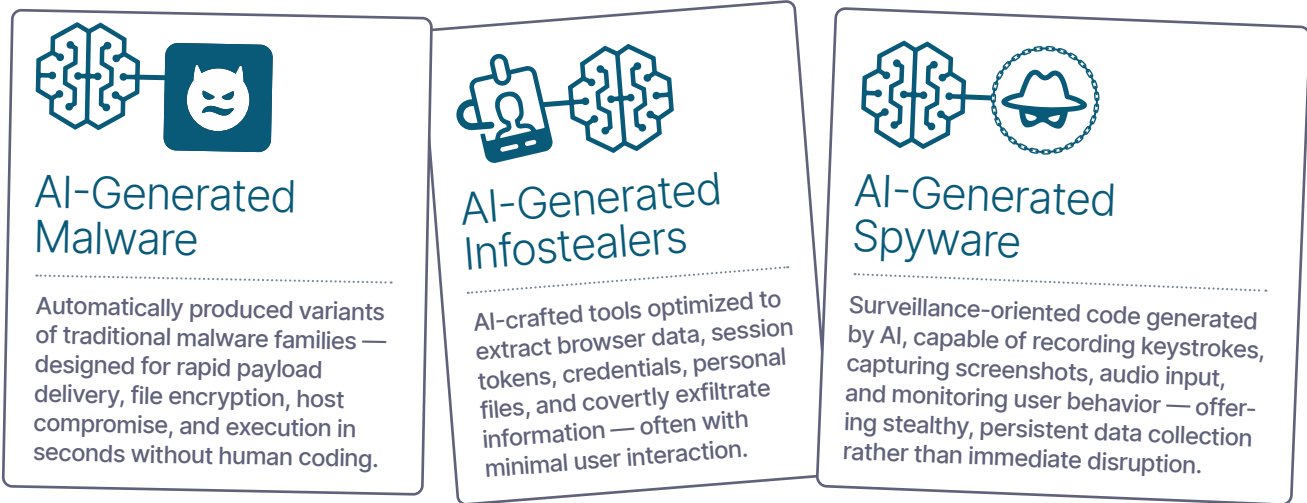 AI-Generated
Malware
Automatically produced variants
of traditional malware families —
designed for rapid payload
delivery, file encryption, host
compromise, and execution in
seconds without human coding.
AI-Generated
Infostealers
AI-crafted tools optimized to
extract browser data, session
tokens, credentials, personal
files, and covertly exfiltrate
information — often with
minimal user interaction.
AI-Generated
Spyware
Surveillance-oriented code generated
by AI, capable of recording keystrokes,
capturing screenshots, audio input,
and monitoring user behavior — offer-
ing stealthy, persistent data collection
rather than immediate disruption.